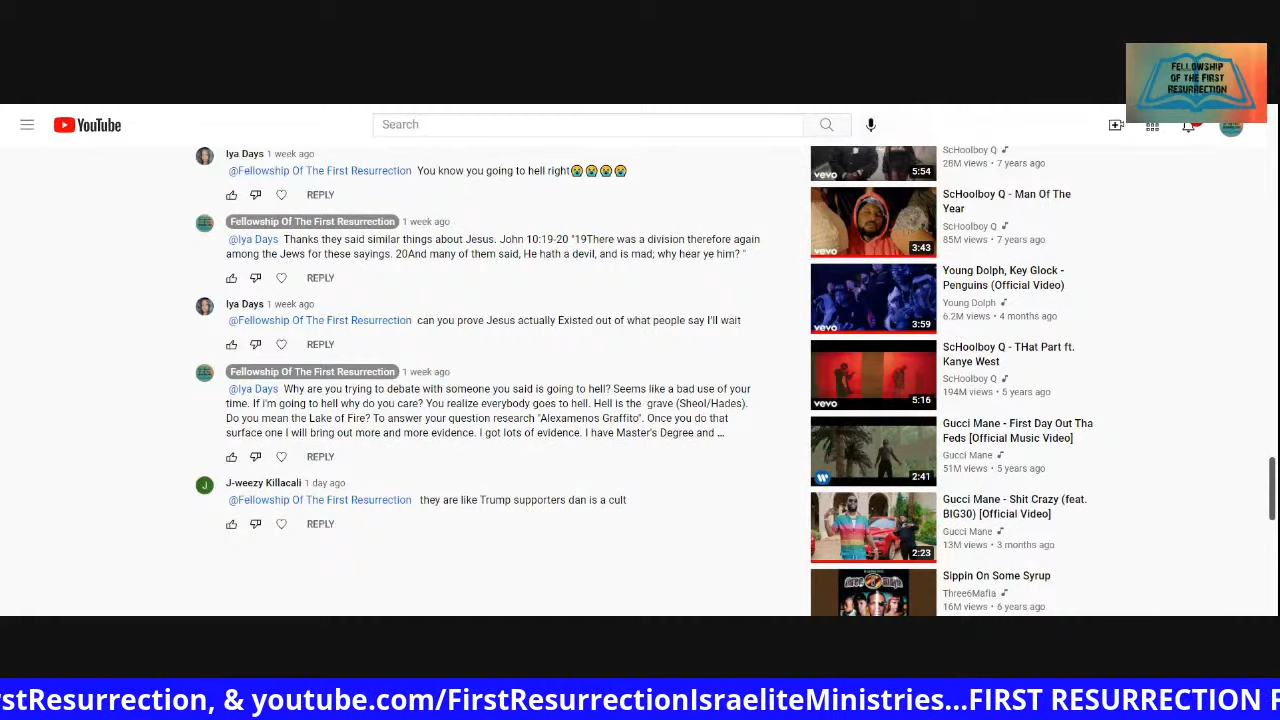 FELLOWSHIP
OF THE FIRST
RESURRECTION
YouTube
Search
Iya Days 1 week ago
@Fellowship Of The First Resurrection You know you going to hell right😭😭😭😭
REPLY
Fellowship Of The First Resurrection 1 week ago
@Iya Days Thanks they said similar things about Jesus. John 10:19-20 "19There was a division therefore again
among the Jews for these sayings. 20And many of them said, He hath a devil, and is mad; why hear ye him? "
REPLY
Iya Days 1 week ago
@Fellowship Of The First Resurrection can you prove Jesus actually Existed out of what people say I'll wait
REPLY
Fellowship Of The First Resurrection 1 week ago
@Iya Days Why are you trying to debate with someone you said is going to hell? Seems like a bad use of your
time. If i'm going to hell why do you care? You realize everybody goes to hell. Hell is the grave (Sheol/Hades).
Do you mean the Lake of Fire? To answer your question research "Alexamenos Graffito". Once you do that
surface one I will bring out more and more evidence. I got lots of evidence. I have Master's Degree and ...
REPLY
J
J-weezy Killacali 1 day ago
@Fellowship Of The First Resurrection they are like Trump supporters dan is a cult
REPLY
vevo
5:54
ScHoolboy Q
28M views • 7 years ago
vevo
3:43
ScHoolboy Q - Man Of The
Year
ScHoolboy Q
85M views • 7 years ago
vevo
3:59
Young Dolph, Key Glock -
Penguins (Official Video)
Young Dolph
6.2M views • 4 months ago
vevo
5:16
ScHoolboy Q - THat Part ft.
Kanye West
ScHoolboy Q
194M views • 5 years ago
2:41
Gucci Mane - First Day Out Tha
Feds [Official Music Video]
Gucci Mane
51M views • 5 years ago
2:23
Gucci Mane - Shit Crazy (feat.
BIG30) [Official Video]
Gucci Mane
13M views • 3 months ago
Sippin On Some Syrup
Three6Mafia
16M views • 6 years ago
rstResurrection, & youtube.com/FirstResurrectionIsraeliteMinistries...FIRST RESURRECTION